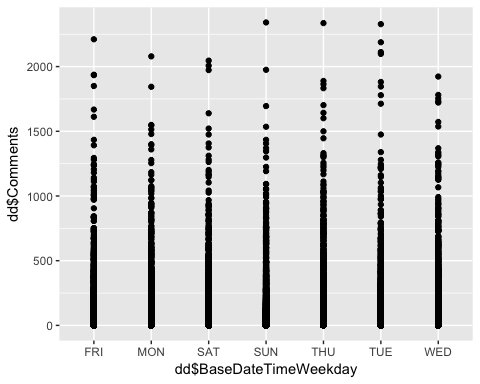 2000
1500
1000
500
0
dd$Comments
FRI MON SAT SUN THU TUE WED
dd$BaseDateTimeWeekday